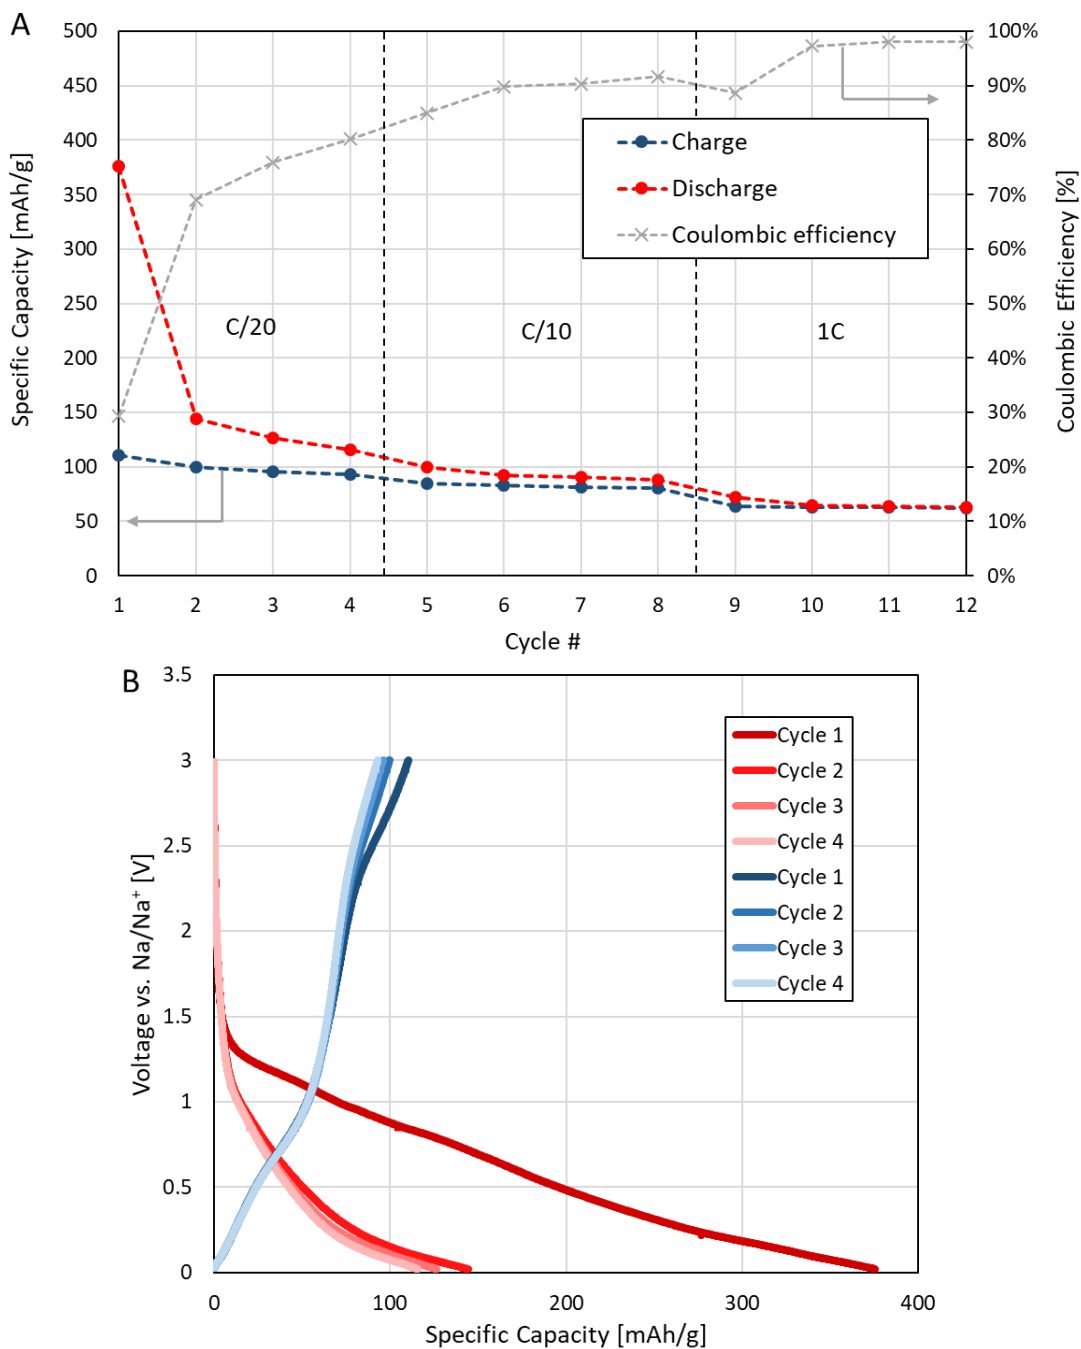 A
500
450
400
350
300
250
200
150
100
50
0
Specific Capacity [mAh/g]
100%
90%
80%
70%
60%
50%
40%
30%
20%
10%
0%
Coulombic Efficiency [%]
Charge
Discharge
Coulombic efficiency
C/20
C/10
1C
1 2 3 4 5 6 7 8 9 10 11 12
Cycle #
B
3.5
3
2.5
2
1.5
1
0.5
0
Voltage vs. Na/Na⁺ [V]
Cycle 1
Cycle 2
Cycle 3
Cycle 4
Cycle 1
Cycle 2
Cycle 3
Cycle 4
0 100 200 300 400
Specific Capacity [mAh/g]